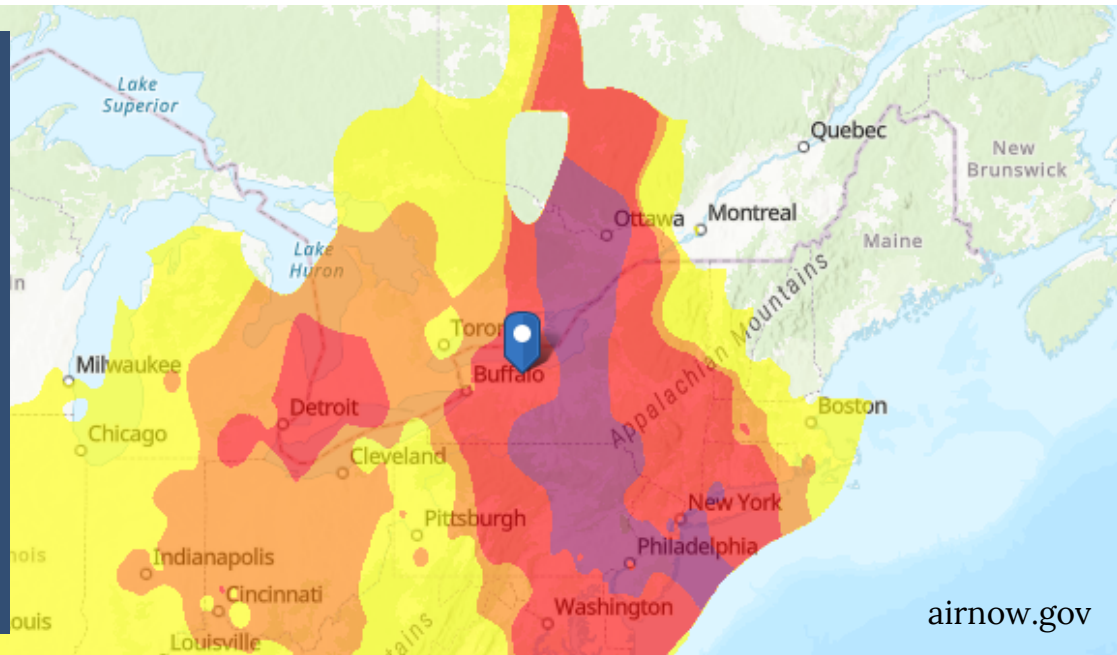 Lake
Superior
Quebec
New
Brunswick
Ottawa
Montreal
Maine
Lake
Huron
Milwaukee
Buffalo
Detroit
Appalachian Mountains
Boston
Chicago
Cleveland
New York
Pittsburgh
Philadelphia
Indianapolis
Cincinnati
Washington
airnow.gov
Louisville